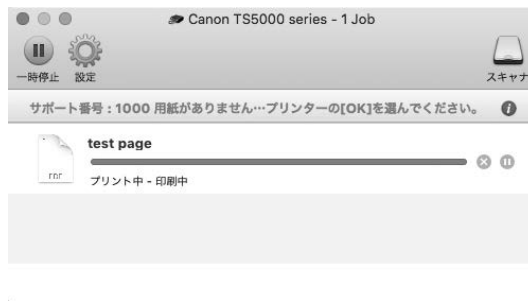 Canon TS5000 series - 1 Job
一時停止 設定
スキャナ
サポート番号 : 1000 用紙がありません…プリンターの[OK]を選んでください。
test page
プリント中 - 印刷中